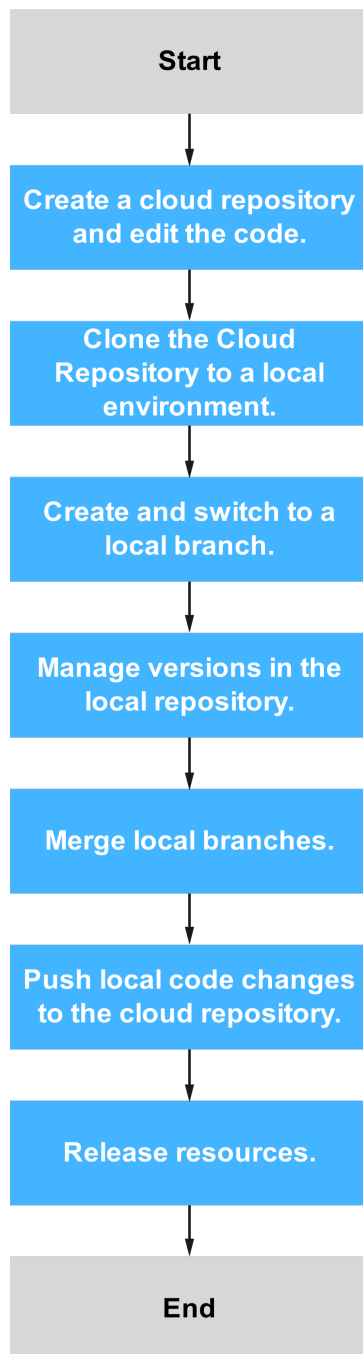 Start
Create a cloud repository
and edit the code.
Clone the Cloud
Repository to a local
environment.
Create and switch to a
local branch.
Manage versions in the
local repository.
Merge local branches.
Push local code changes
to the cloud repository.
Release resources.
End